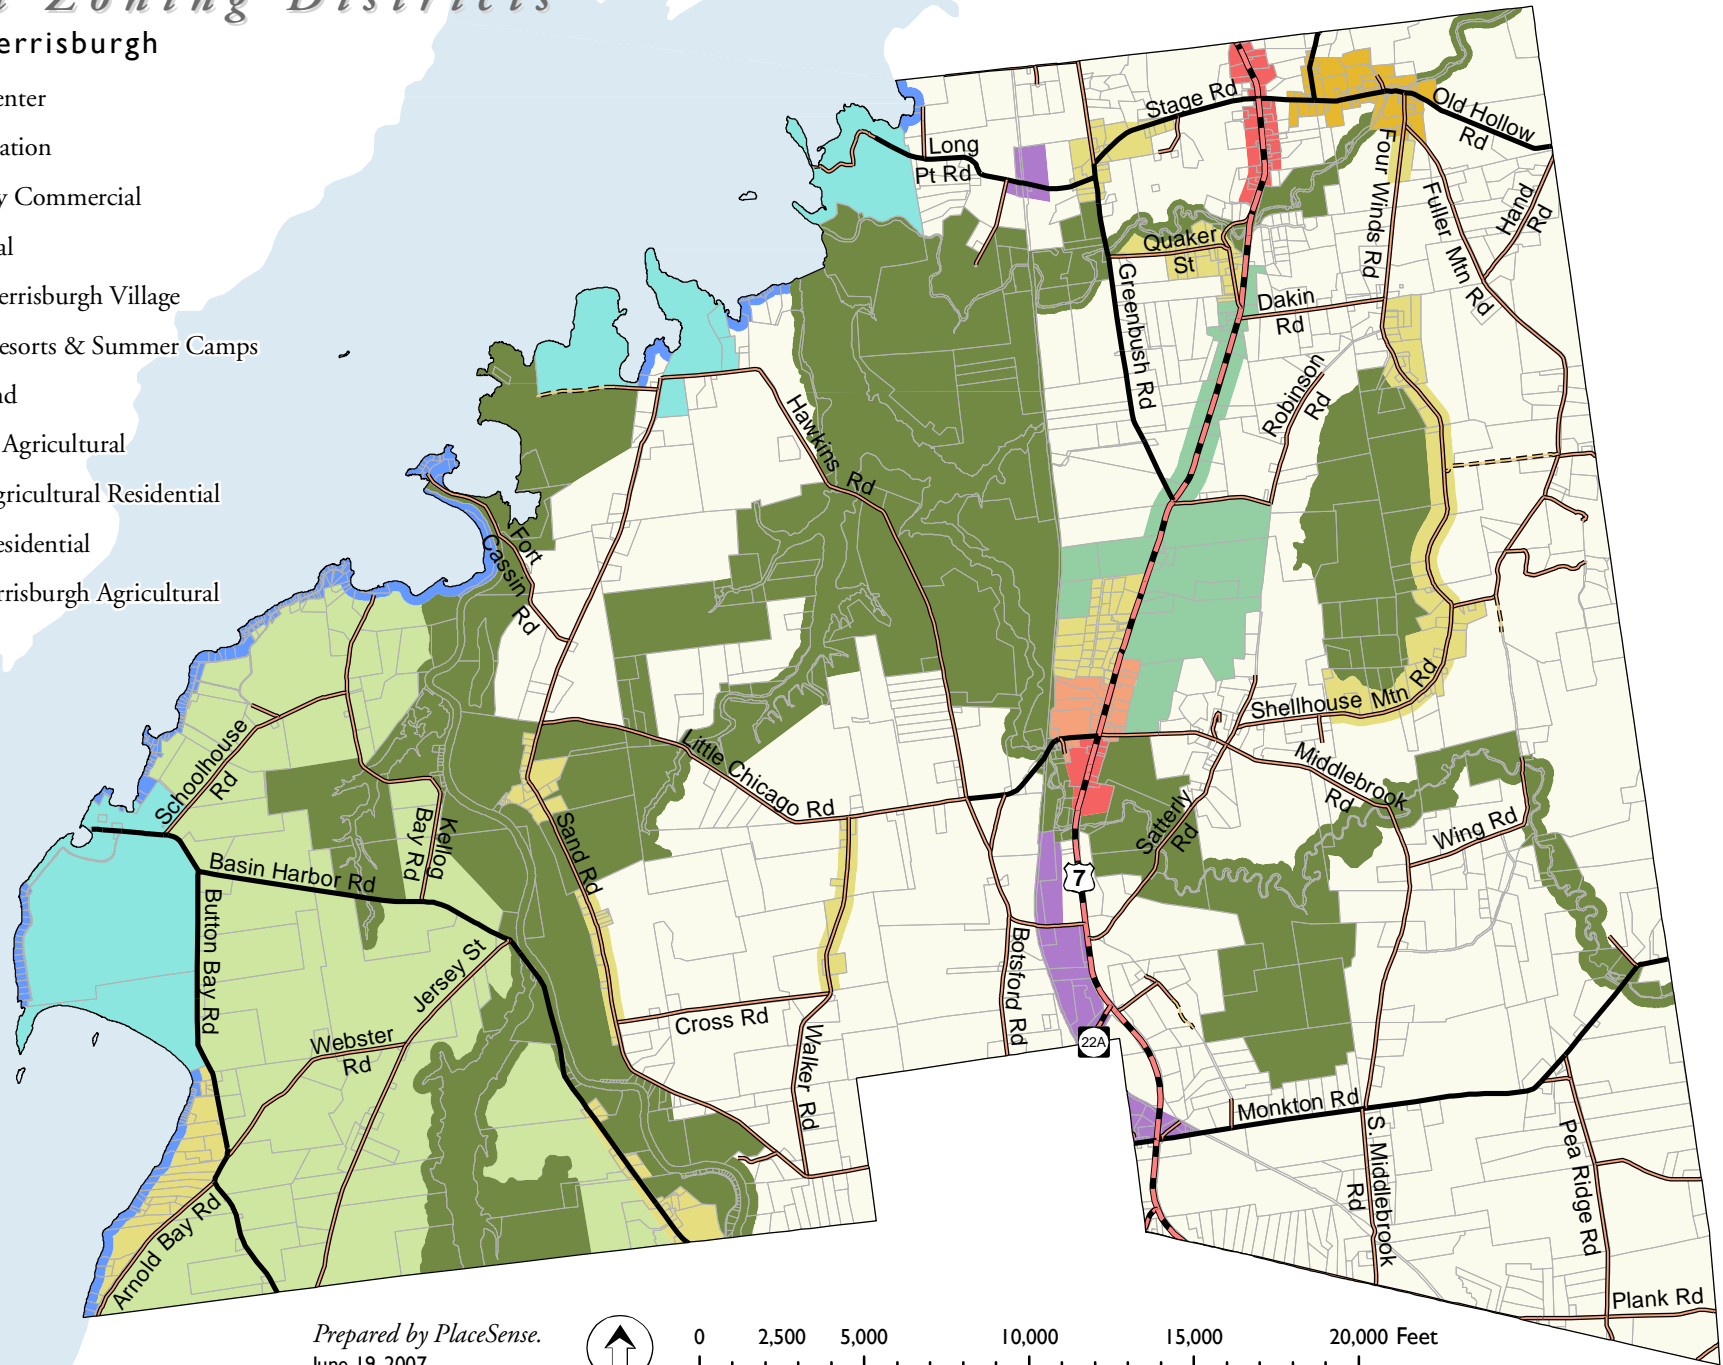 Zoning Districts
errisburgh
enter
ation
y Commercial
al
errisburgh Village
esorts & Summer Camps
nd
Agricultural
gricultural Residential
esidential
rrisburgh Agricultural
Stage Rd
Old Hollow
Rd
Long
Pt Rd
Four Winds Rd
Fuller Mtn Rd
Hand
Rd
Quaker
St
Greenbush Rd
Dakin
Rd
Robinson
Rd
Hawkins Rd
Fort
Cassin Rd
Shellhouse Mtn Rd
Schoolhouse
Rd
Little Chicago Rd
Middlebrook
Rd
Satterly
Rd
Wing Rd
Kellog
Bay Rd
Sand Rd
Basin Harbor Rd
7
Button Bay Rd
Jersey St
Botsford Rd
Cross Rd
Webster
Rd
Walker Rd
22A
Monkton Rd
S. Middlebrook
Rd
Pea Ridge Rd
Arnold Bay Rd
Plank Rd
Prepared by PlaceSense.
June 19, 2007
0 2,500 5,000 10,000 15,000 20,000 Feet